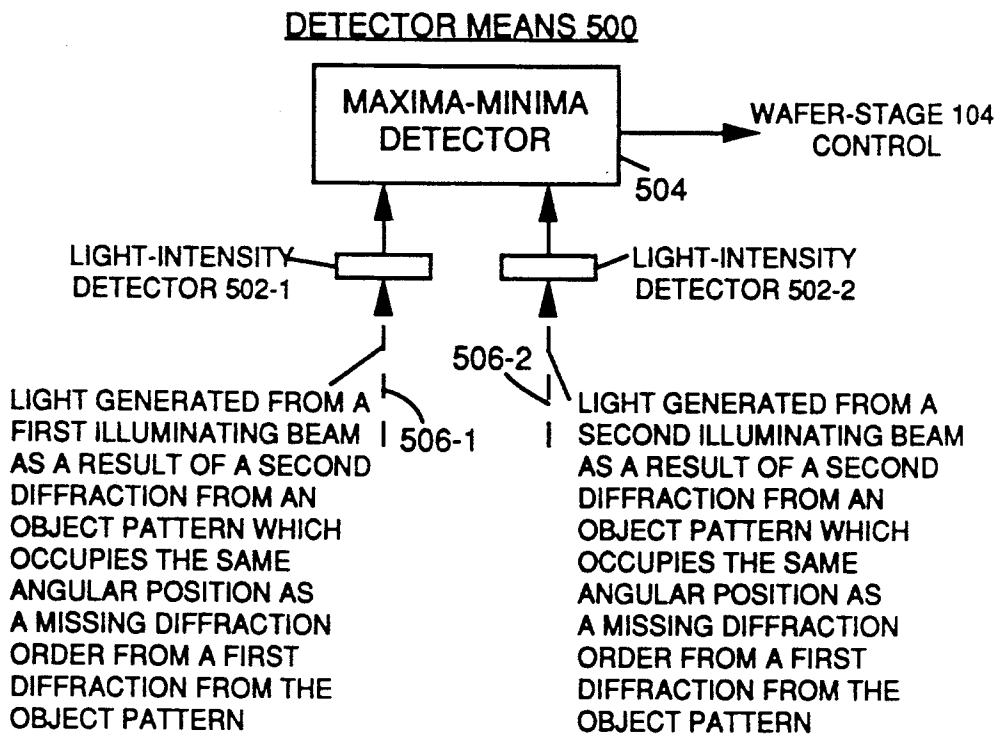 DETECTOR MEANS 500
MAXIMA-MINIMA
DETECTOR
WAFER-STAGE 104
CONTROL
504
LIGHT-INTENSITY
DETECTOR 502-1
LIGHT-INTENSITY
DETECTOR 502-2
506-2
506-1
LIGHT GENERATED FROM A
FIRST ILLUMINATING BEAM
AS A RESULT OF A SECOND
DIFFRACTION FROM AN
OBJECT PATTERN WHICH
OCCUPIES THE SAME
ANGULAR POSITION AS
A MISSING DIFFRACTION
ORDER FROM A FIRST
DIFFRACTION FROM THE
OBJECT PATTERN
LIGHT GENERATED FROM A
SECOND ILLUMINATING BEAM
AS A RESULT OF A SECOND
DIFFRACTION FROM AN
OBJECT PATTERN WHICH
OCCUPIES THE SAME
ANGULAR POSITION AS
A MISSING DIFFRACTION
ORDER FROM A FIRST
DIFFRACTION FROM THE
OBJECT PATTERN